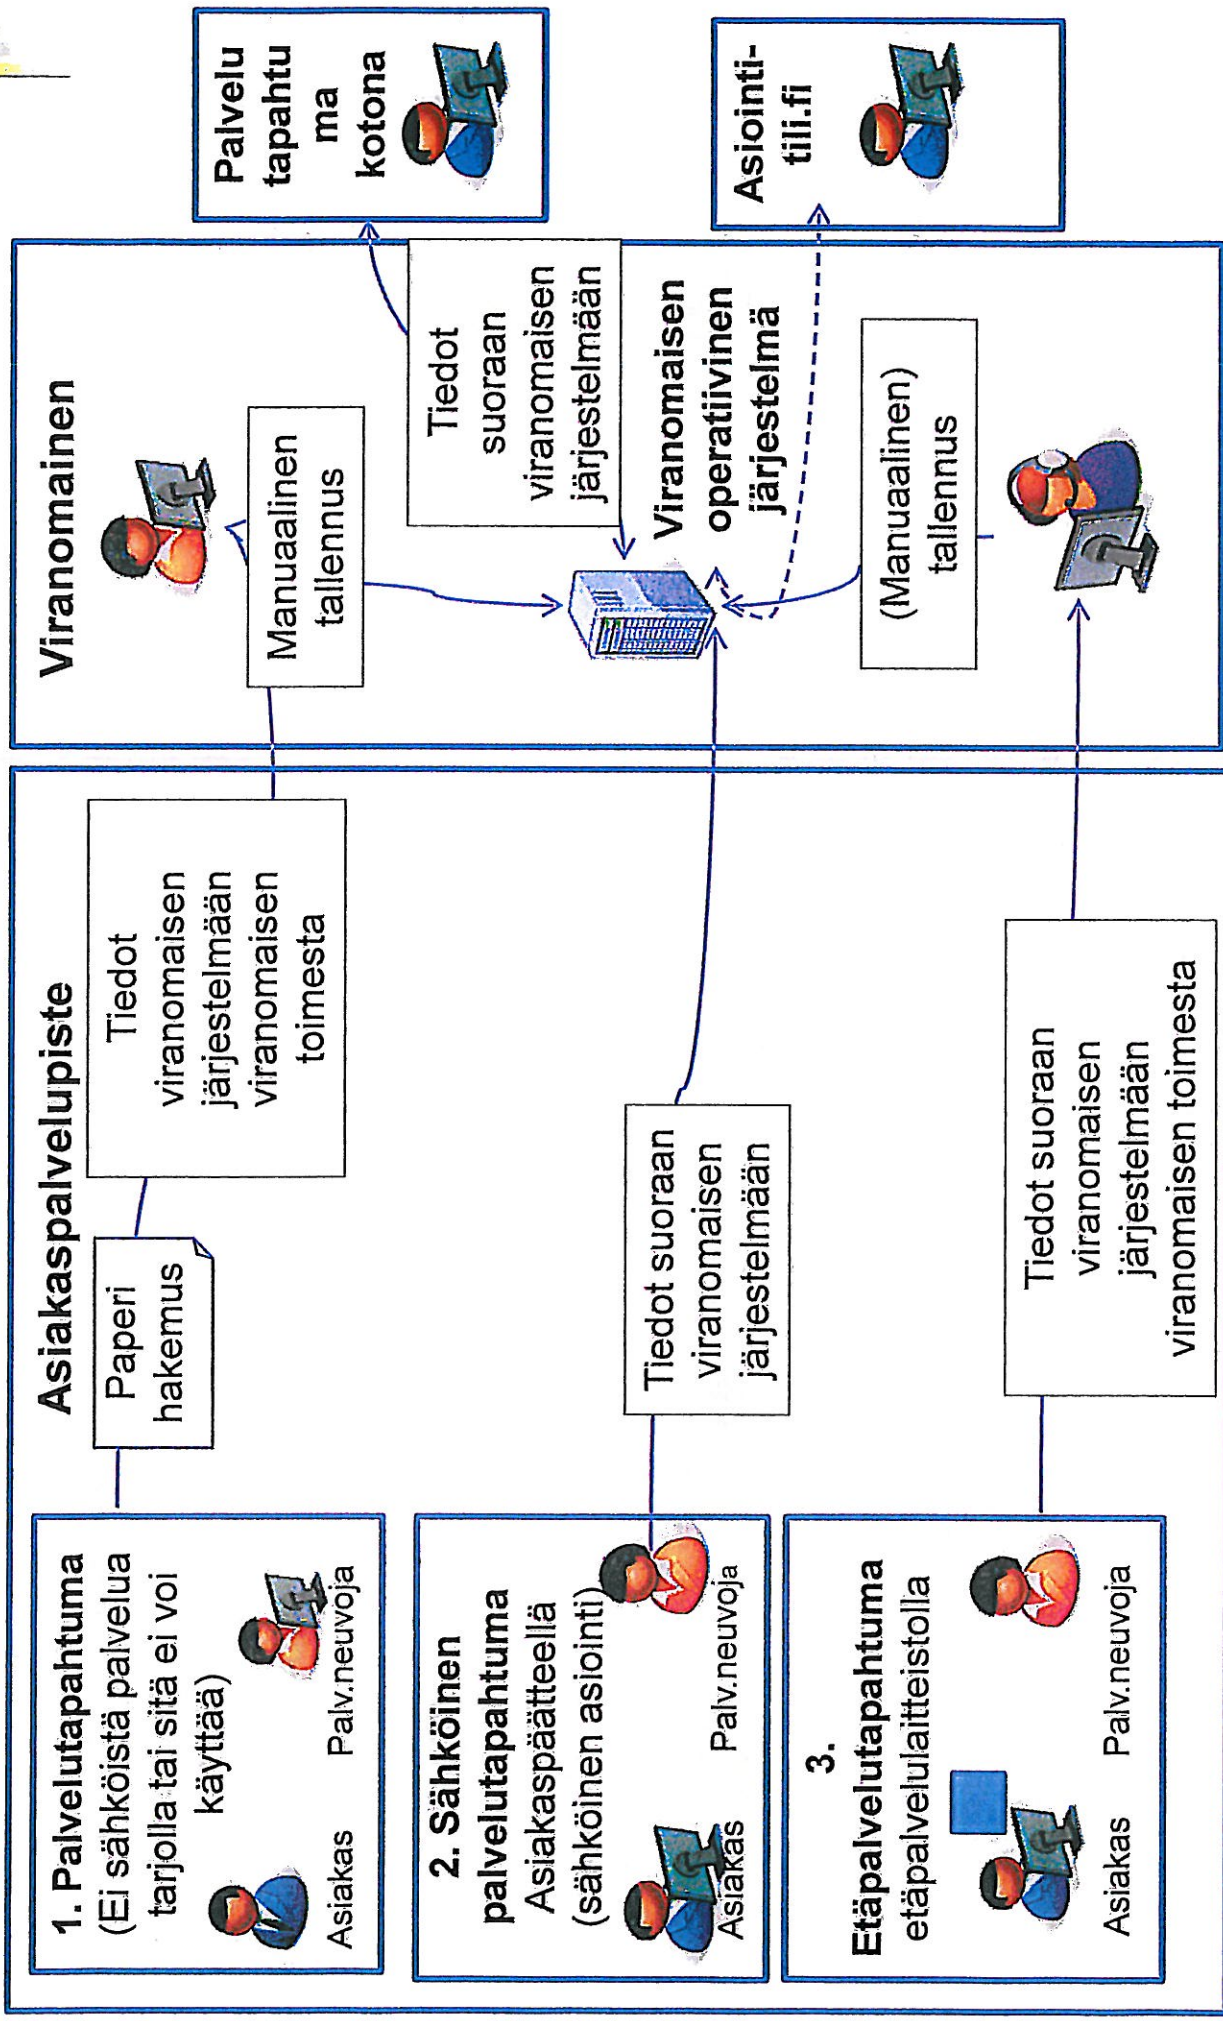 Asiakaspalvelupiste
1. Palvelutapahtuma
(Ei sähköistä palvelua
tarjolla tai sitä ei voi
käyttää)
Asiakas
Palv.neuvoja
Paperi
hakemus
Tiedot
viranomaisen
järjestelmään
viranomaisen
toimesta
2. Sähköinen
palvelutapahtuma
Asiakaspäätteellä
(sähköinen asiointi)
Asiakas
Palv.neuvoja
Tiedot suoraan
viranomaisen
järjestelmään
3.
Etäpalvelutapahtuma
etäpalvelulaitteistolla
Asiakas
Palv.neuvoja
Tiedot suoraan
viranomaisen
järjestelmään
viranomaisen toimesta
Viranomainen
Manuaalinen
tallennus
Tiedot
suoraan
viranomaisen
järjestelmään
Viranomaisen
operatiivinen
järjestelmä
(Manuaalinen)
tallennus
Palvelu
tapahtu
ma
kotona
Asiointi-
tili.fi